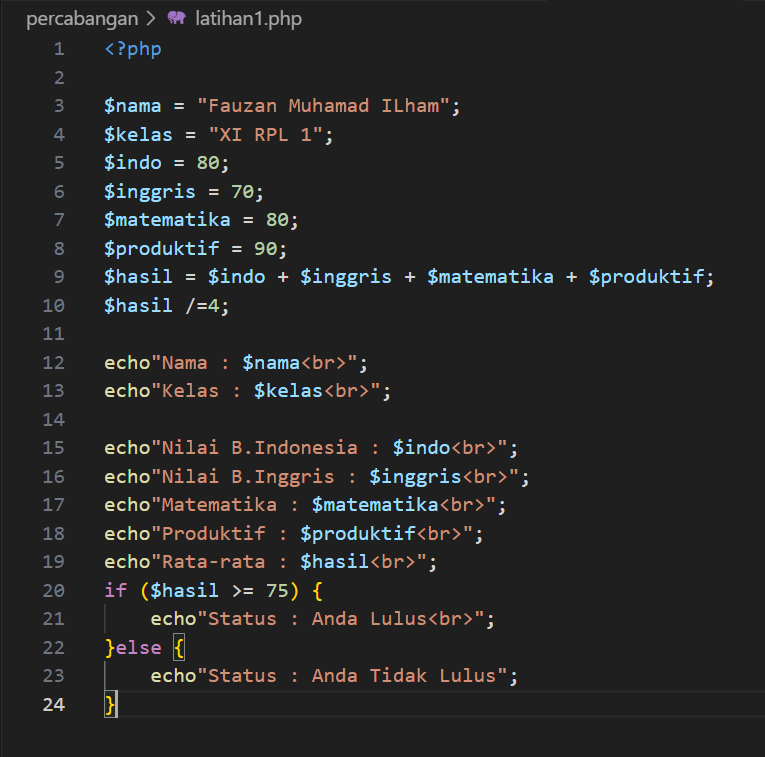 percabangan > latihan1.php
1 <?php
2
3 $nama = "Fauzan Muhamad ILham";
4 $kelas = "XI RPL 1";
5 $indo = 80;
6 $inggris = 70;
7 $matematika = 80;
8 $produktif = 90;
9 $hasil = $indo + $inggris + $matematika + $produktif;
10 $hasil /=4;
11
12 echo"Nama : $nama<br>";
13 echo"Kelas : $kelas<br>";
14
15 echo"Nilai B.Indonesia : $indo<br>";
16 echo"Nilai B.Inggris : $inggris<br>";
17 echo"Matematika : $matematika<br>";
18 echo"Produktif : $produktif<br>";
19 echo"Rata-rata : $hasil<br>";
20 if ($hasil >= 75) {
21     echo"Status : Anda Lulus<br>";
22 }else {
23     echo"Status : Anda Tidak Lulus";
24 }